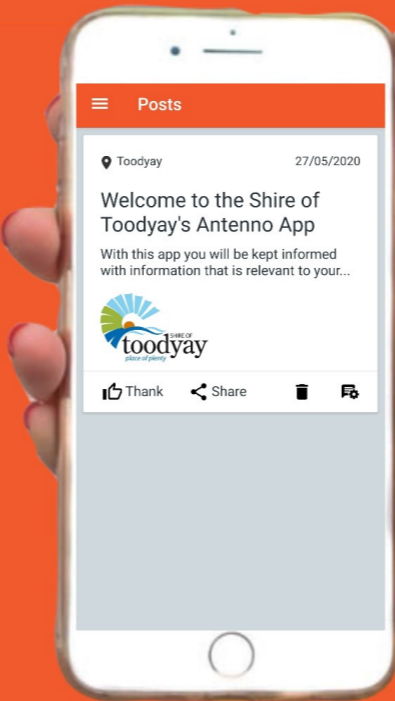 Posts
Toodyay
27/05/2020
Welcome to the Shire of
Toodyay's Antenno App
With this app you will be kept informed
with information that is relevant to your...
SHIRE OF
toodyay
place of plenty
Thank
Share